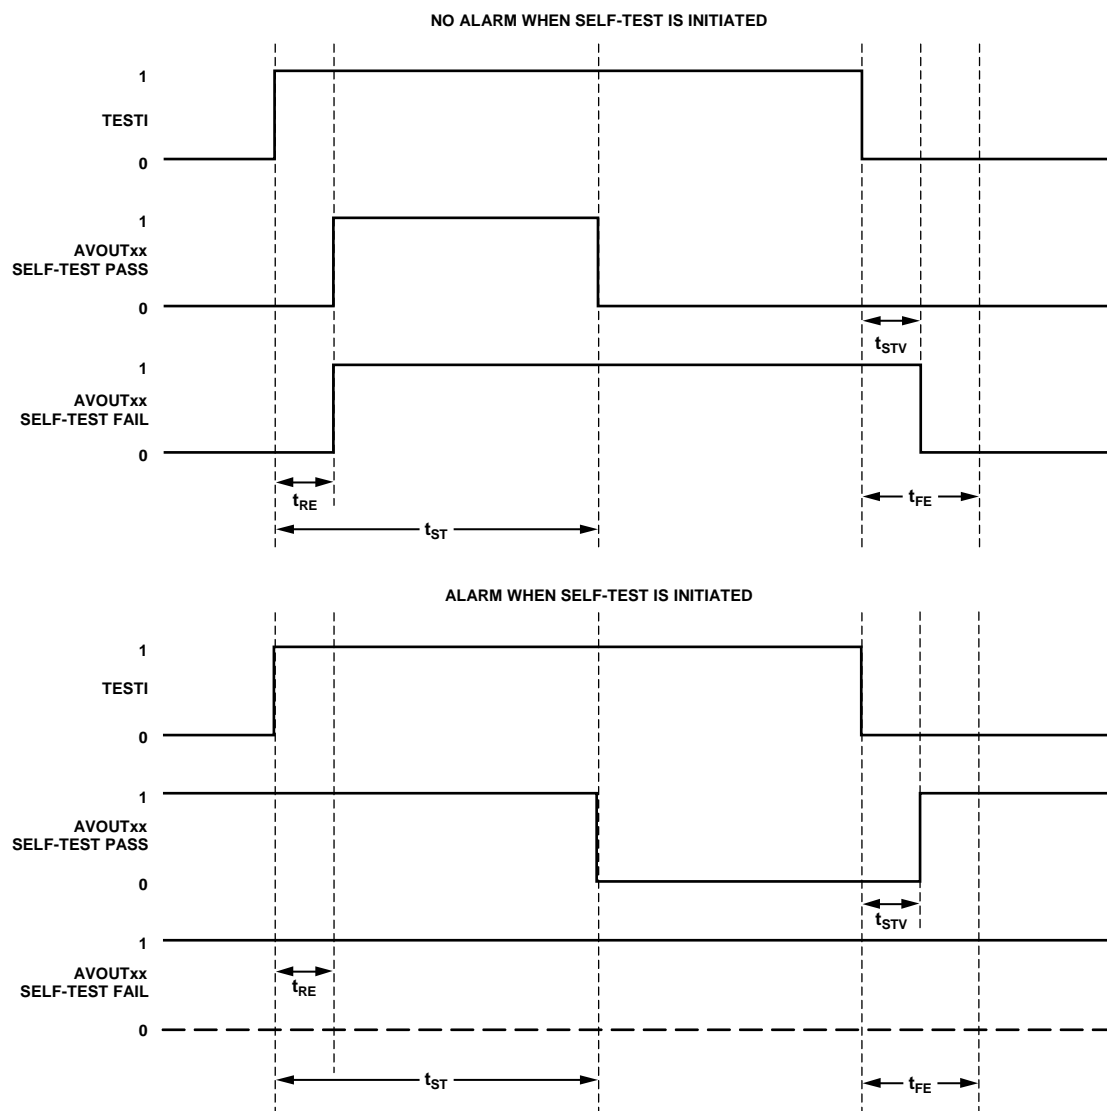 NO ALARM WHEN SELF-TEST IS INITIATED
1
TESTI
0
1
AVOUTxx
SELF-TEST PASS
0
tSTV
1
AVOUTxx
SELF-TEST FAIL
0
tRE
tFE
tST
ALARM WHEN SELF-TEST IS INITIATED
1
TESTI
0
1
AVOUTxx
SELF-TEST PASS
0
tSTV
1
AVOUTxx
SELF-TEST FAIL
tRE
0
tST
tFE